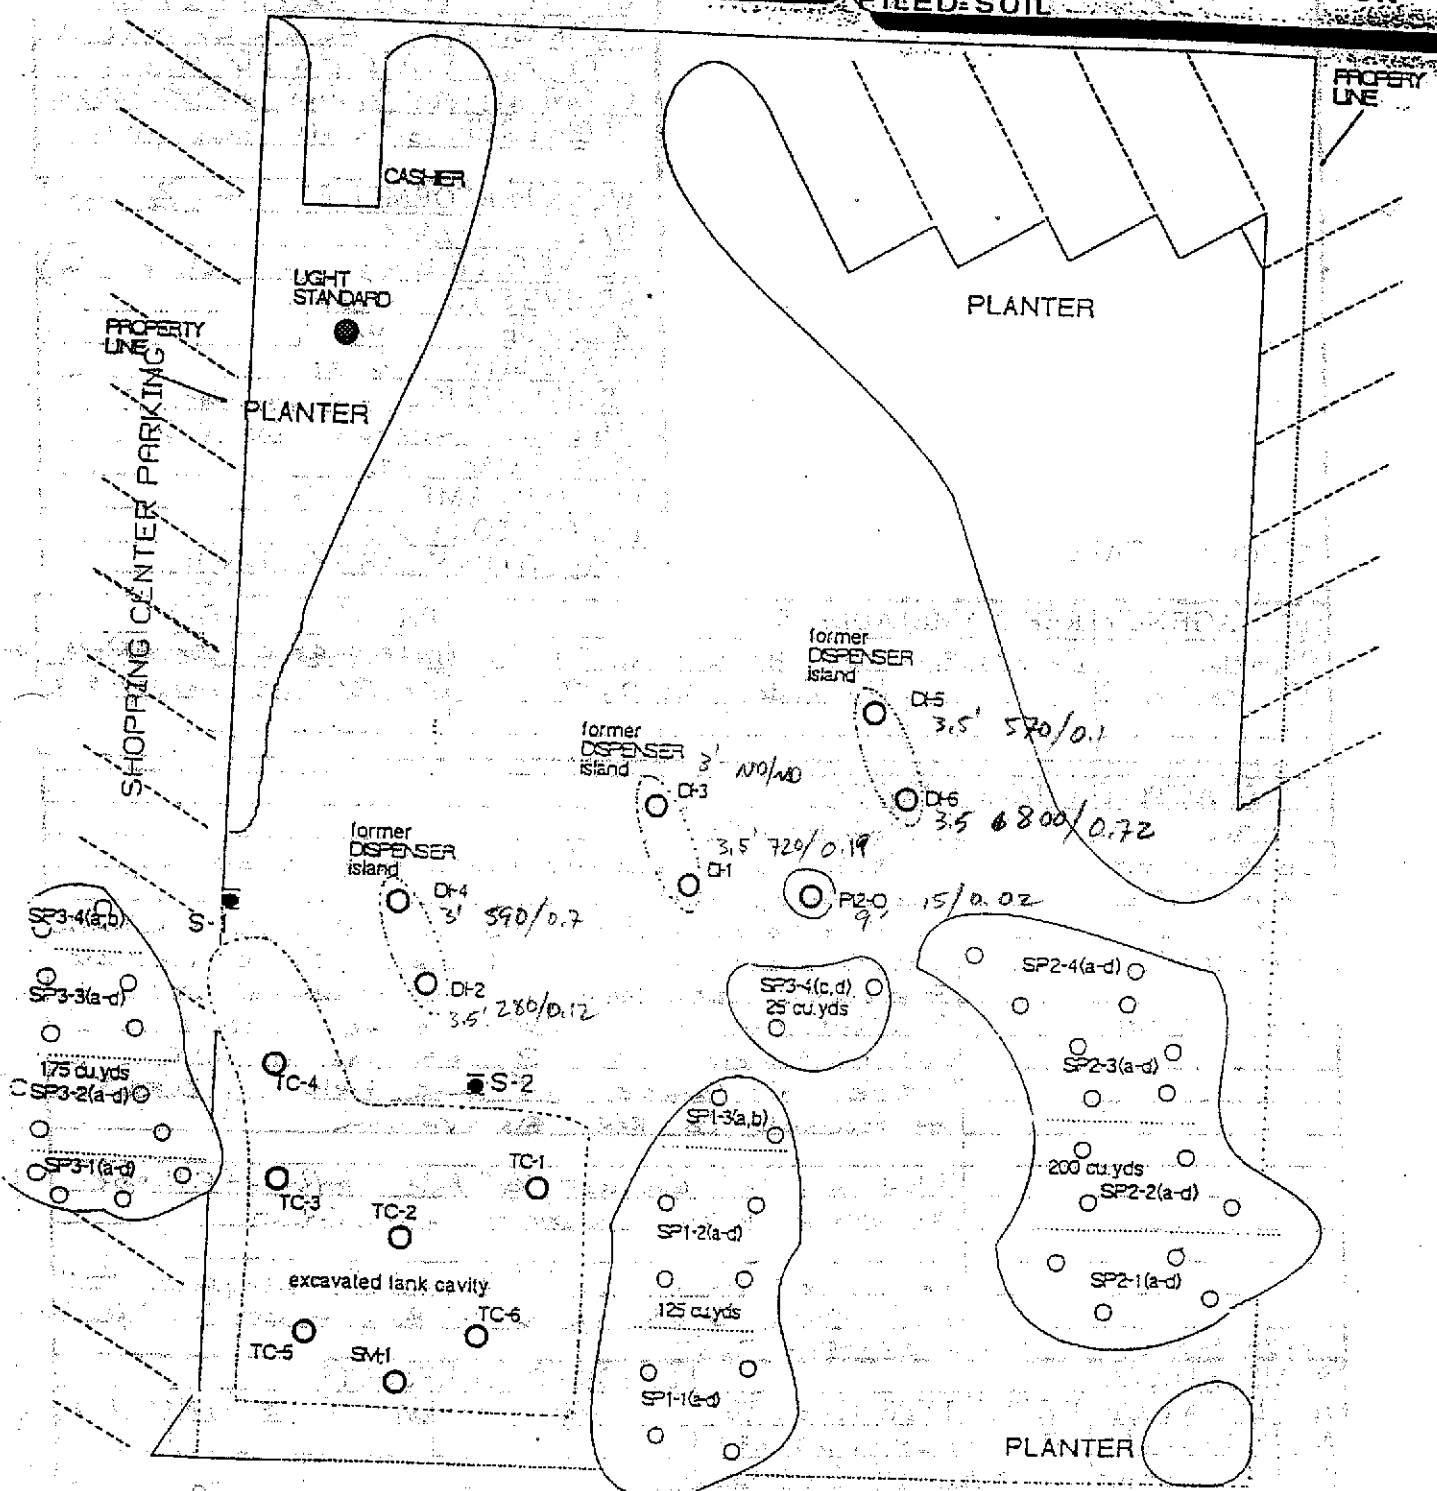 PILED SOIL
PROPERY
LINE
CASHIER
LIGHT
STANDARD
PLANTER
PROPERTY
LINE
PLANTER
SHOPPING CENTER PARKING
former
DISPENSER
island
DI-5
3.5' 570/0.1
former
DISPENSER
island
3' ND/ND
DI-3
DI-6
3.5 6800/0.72
3.5' 720/0.19
DI-1
former
DISPENSER
island
DI-4
3' 590/0.7
PI2-O
9'
15/0.02
S-
SP3-4(a,b)
DI-2
3.5' 280/0.12
SP3-4(c,d)
25 cu.yds
SP2-4(a-d)
SP3-3(a-d)
175 cu.yds
SP3-2(a-d)
TC-4
S-2
SP2-3(a-d)
SP1-3(a,b)
SP3-1(a-d)
200 cu.yds
SP2-2(a-d)
TC-1
TC-3
TC-2
SP1-2(a-d)
excavated tank cavity
SP2-1(a-d)
125 cu.yds
TC-6
TC-5
SM-1
SP1-1(a-d)
PLANTER